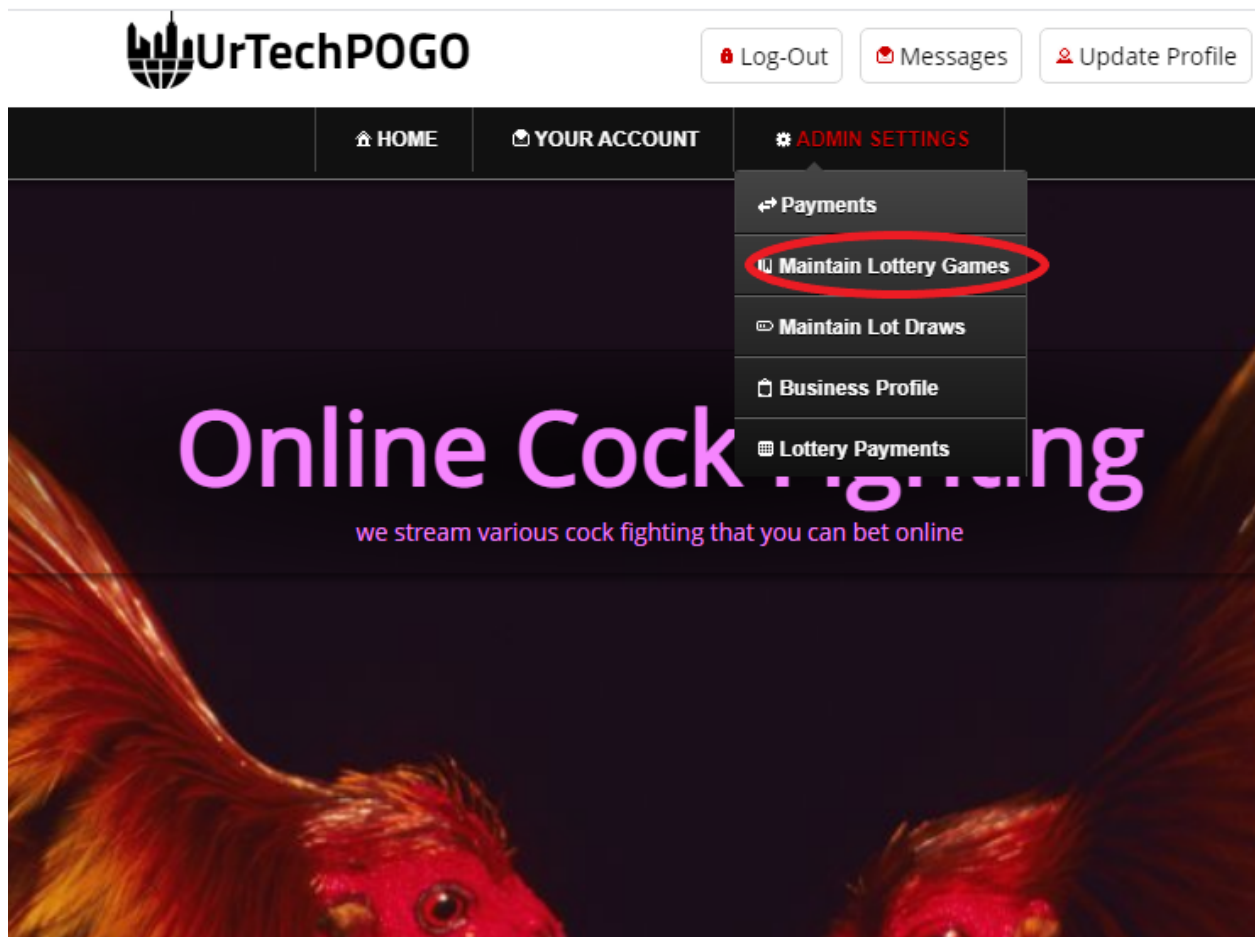 UrTechPOGO
Log-Out
Messages
Update Profile
HOME
YOUR ACCOUNT
ADMIN SETTINGS
Payments
Maintain Lottery Games
Maintain Lot Draws
Business Profile
Lottery Payments
Online Cock Fighting
we stream various cock fighting that you can bet online